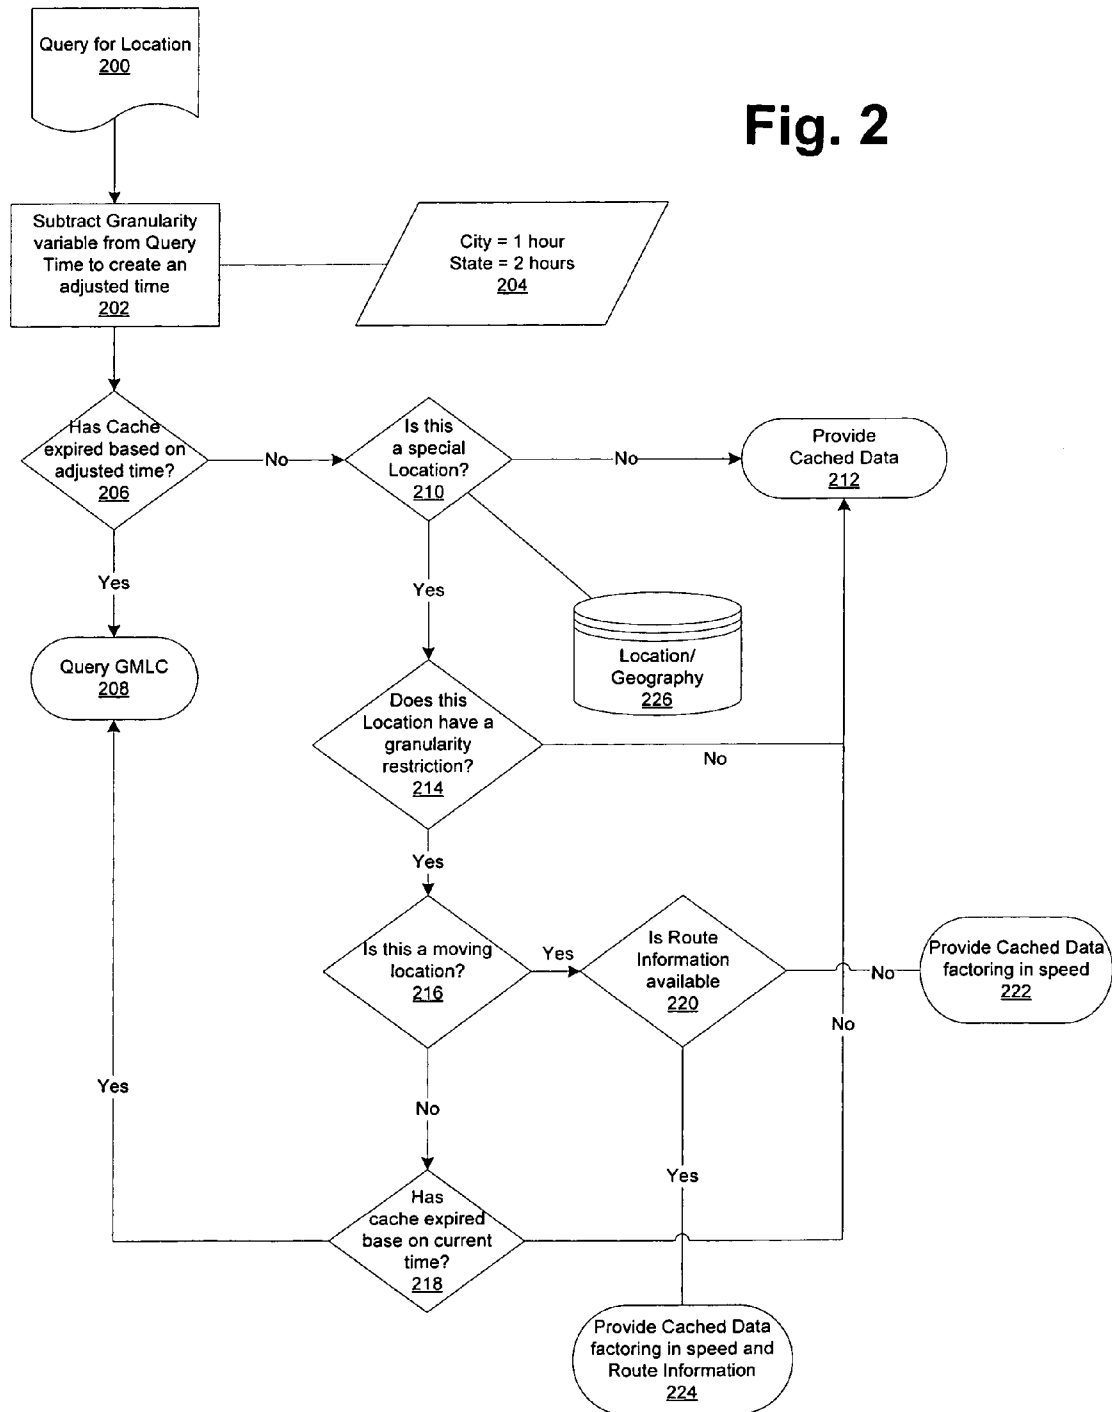 Query for Location
200
Fig. 2
Subtract Granularity
variable from Query
Time to create an
adjusted time
202
City = 1 hour
State = 2 hours
204
Has Cache
expired based on
adjusted time?
206
No
Is this
a special
Location?
210
No
Provide
Cached Data
212
Yes
Yes
Query GMLC
208
Location/
Geography
226
Does this
Location have a
granularity
restriction?
214
No
Yes
Is this a moving
location?
216
Yes
Is Route
Information
available
220
No
Provide Cached Data
factoring in speed
222
No
Yes
No
Yes
Has
cache expired
base on current
time?
218
Provide Cached Data
factoring in speed and
Route Information
224